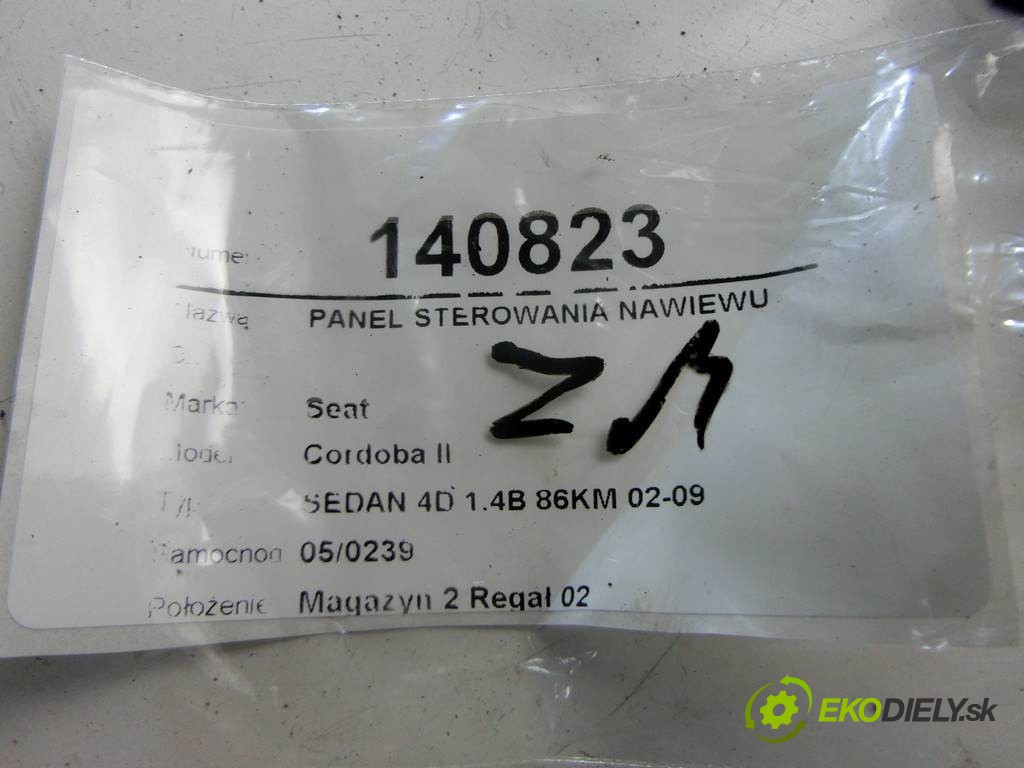 140823
PANEL STEROWANIA NAWIEWU
Marka: Seat
Cordoba II
SEDAN 4D 1.4B 86KM 02-09
05/0239
Położenie Magazyn 2 Regał 02
EKODIELY.sk